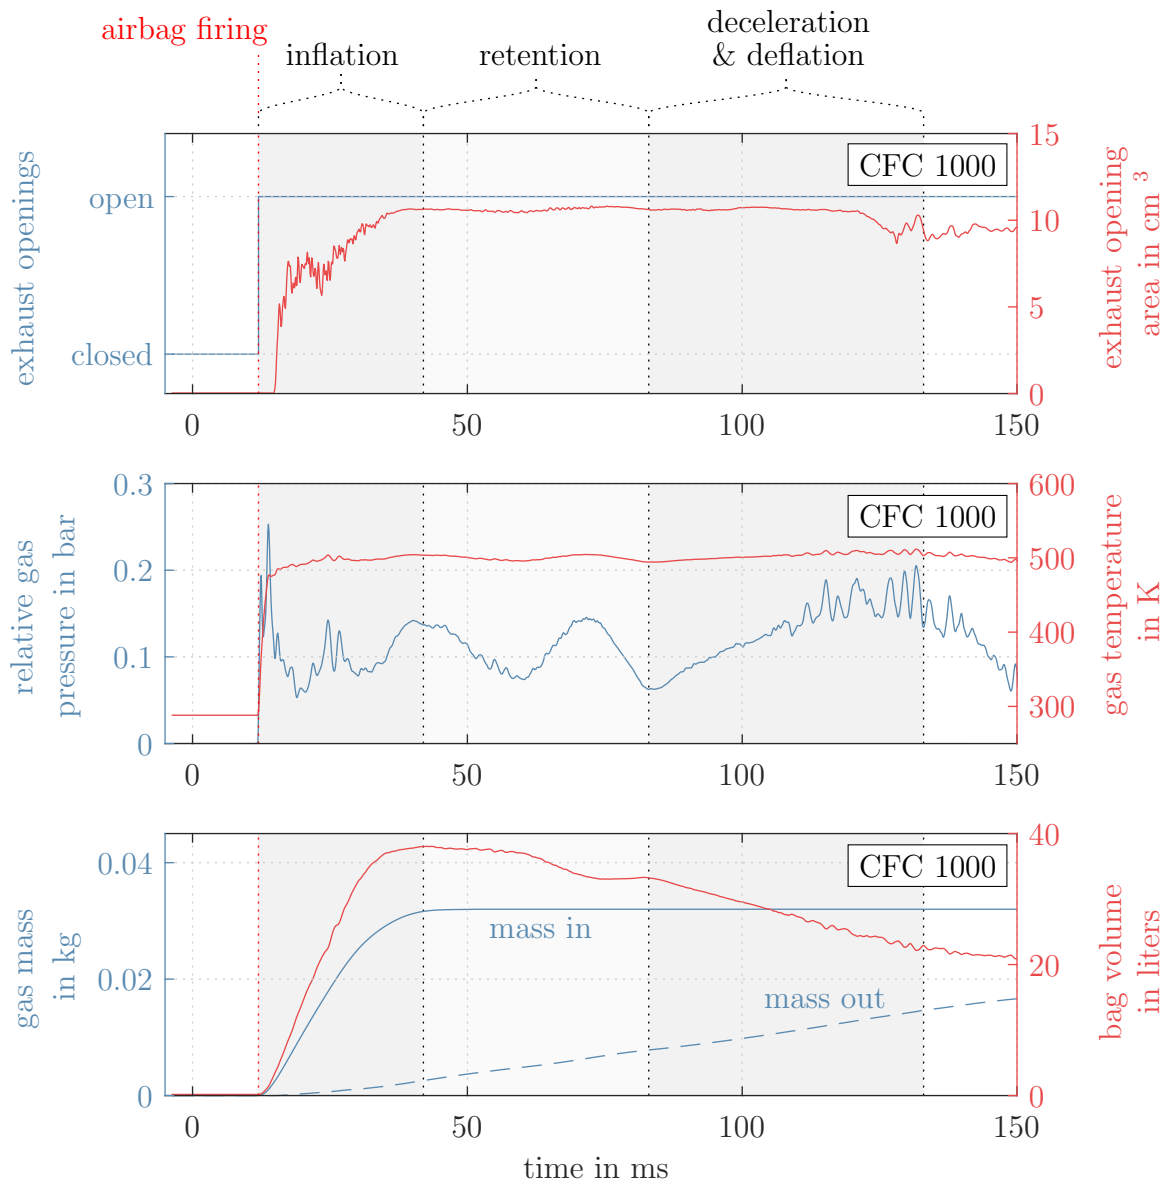 airbag firing
inflation
retention
deceleration
& deflation
exhaust openings
open
closed
CFC 1000
15
10
5
0
exhaust opening
area in cm³
0
50
100
150
relative gas
pressure in bar
0.3
0.2
0.1
0
CFC 1000
600
500
400
300
gas temperature
in K
0
50
100
150
gas mass
in kg
0.04
0.02
0
CFC 1000
mass in
mass out
40
20
0
bag volume
in liters
0
50
100
150
time in ms